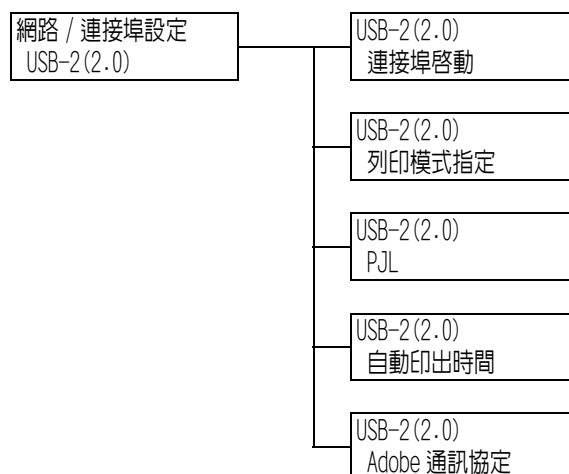 網路 / 連接埠設定
USB-2(2.0)
USB-2(2.0)
連接埠啓動
USB-2(2.0)
列印模式指定
USB-2(2.0)
PJL
USB-2(2.0)
自動印出時間
USB-2(2.0)
Adobe 通訊協定